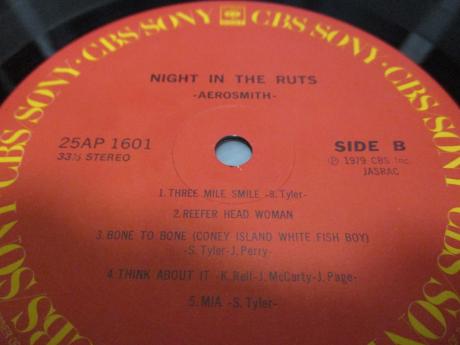 CBS/SONY · CBS/SONY · CBS/SONY
NIGHT IN THE RUTS
-AEROSMITH-
25AP 1601
33⅓ STEREO
SIDE B
Ⓟ 1979 CBS Inc.
JASRAC
1. THREE MILE SMILE -S. Tyler-
2. REEFER HEAD WOMAN
3. BONE TO BONE (CONEY ISLAND WHITE FISH BOY)
-S. Tyler-J. Perry-
4. THINK ABOUT IT -K. Relf-J. McCarty-J. Page-
5. MIA -S. Tyler-